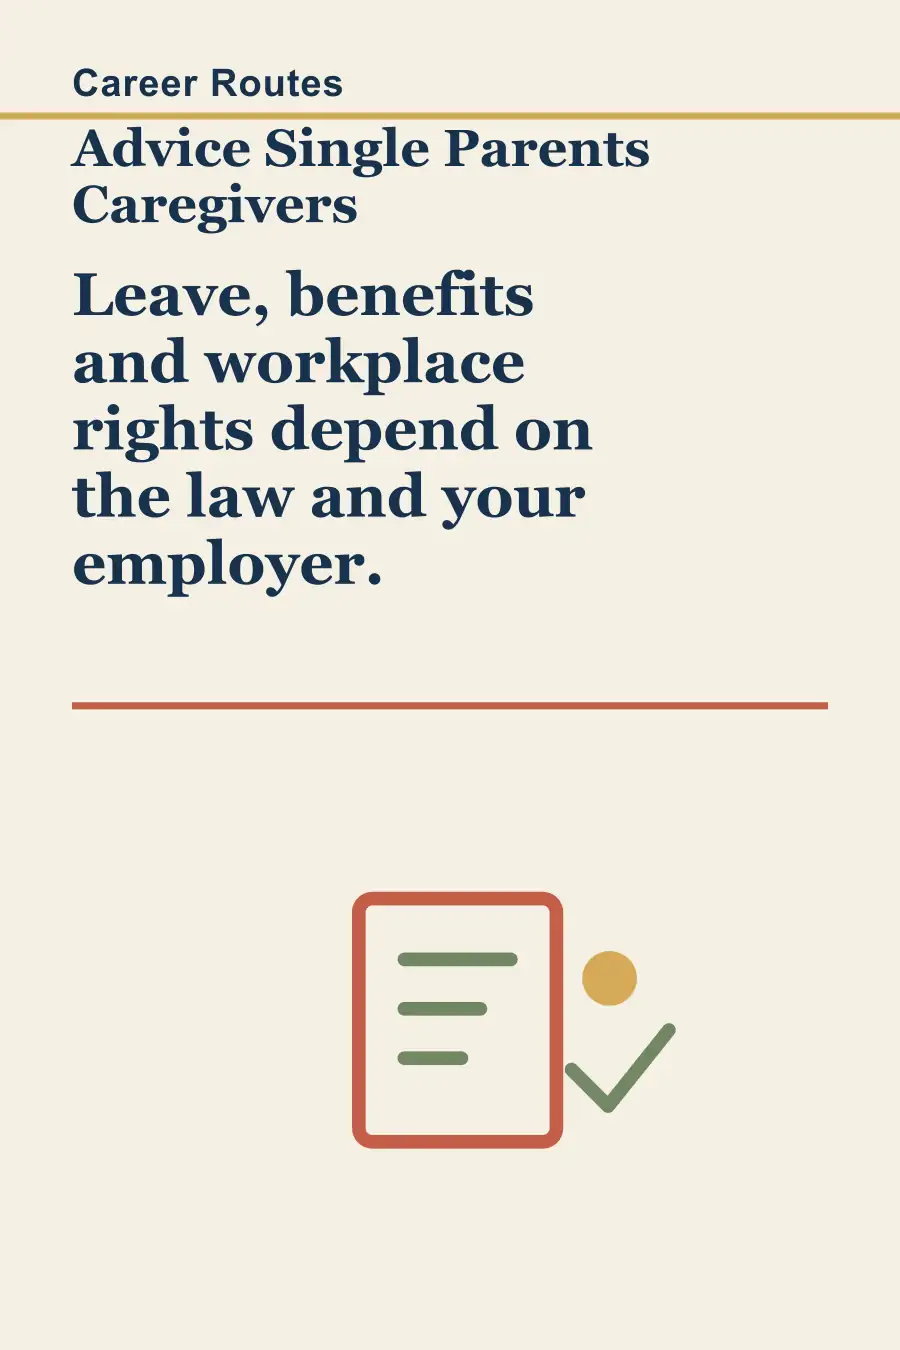 Career Routes
Advice Single Parents
Caregivers
Leave, benefits
and workplace
rights depend on
the law and your
employer.